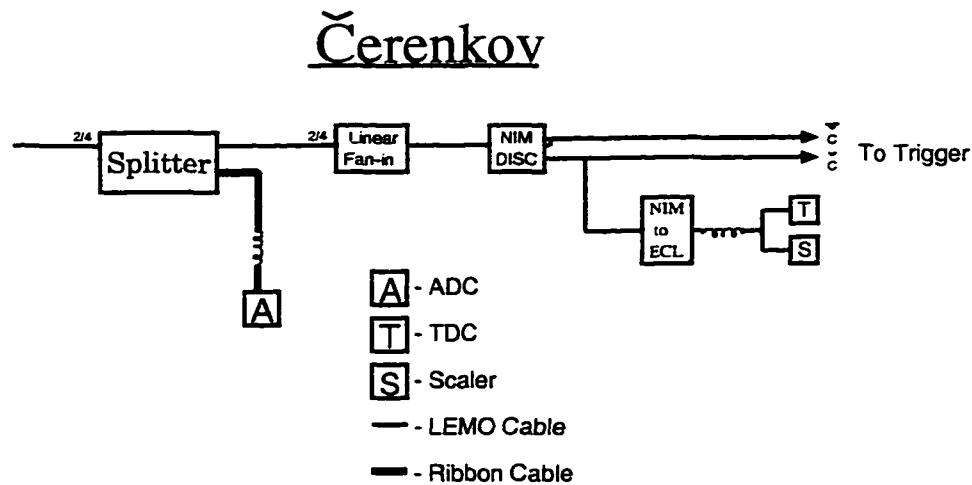 Čerenkov
2/4
Splitter
2/4
Linear
Fan-in
NIM
DISC
To Trigger
NIM
to
ECL
T
S
A
A - ADC
T - TDC
S - Scaler
- LEMO Cable
- Ribbon Cable